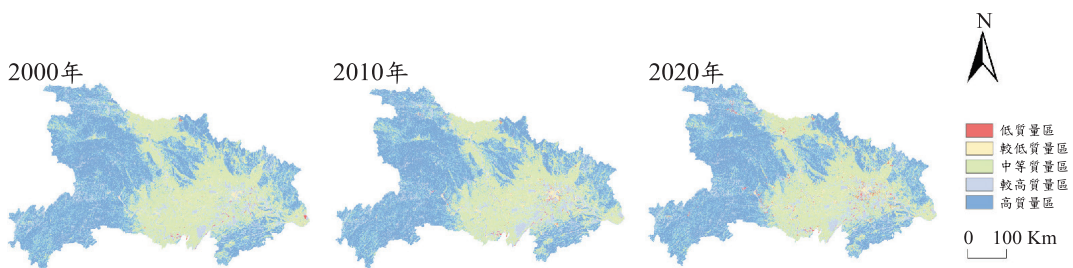 2000年
2010年
2020年
N
低質量區
較低質量區
中等質量區
較高質量區
高質量區
0 100 Km